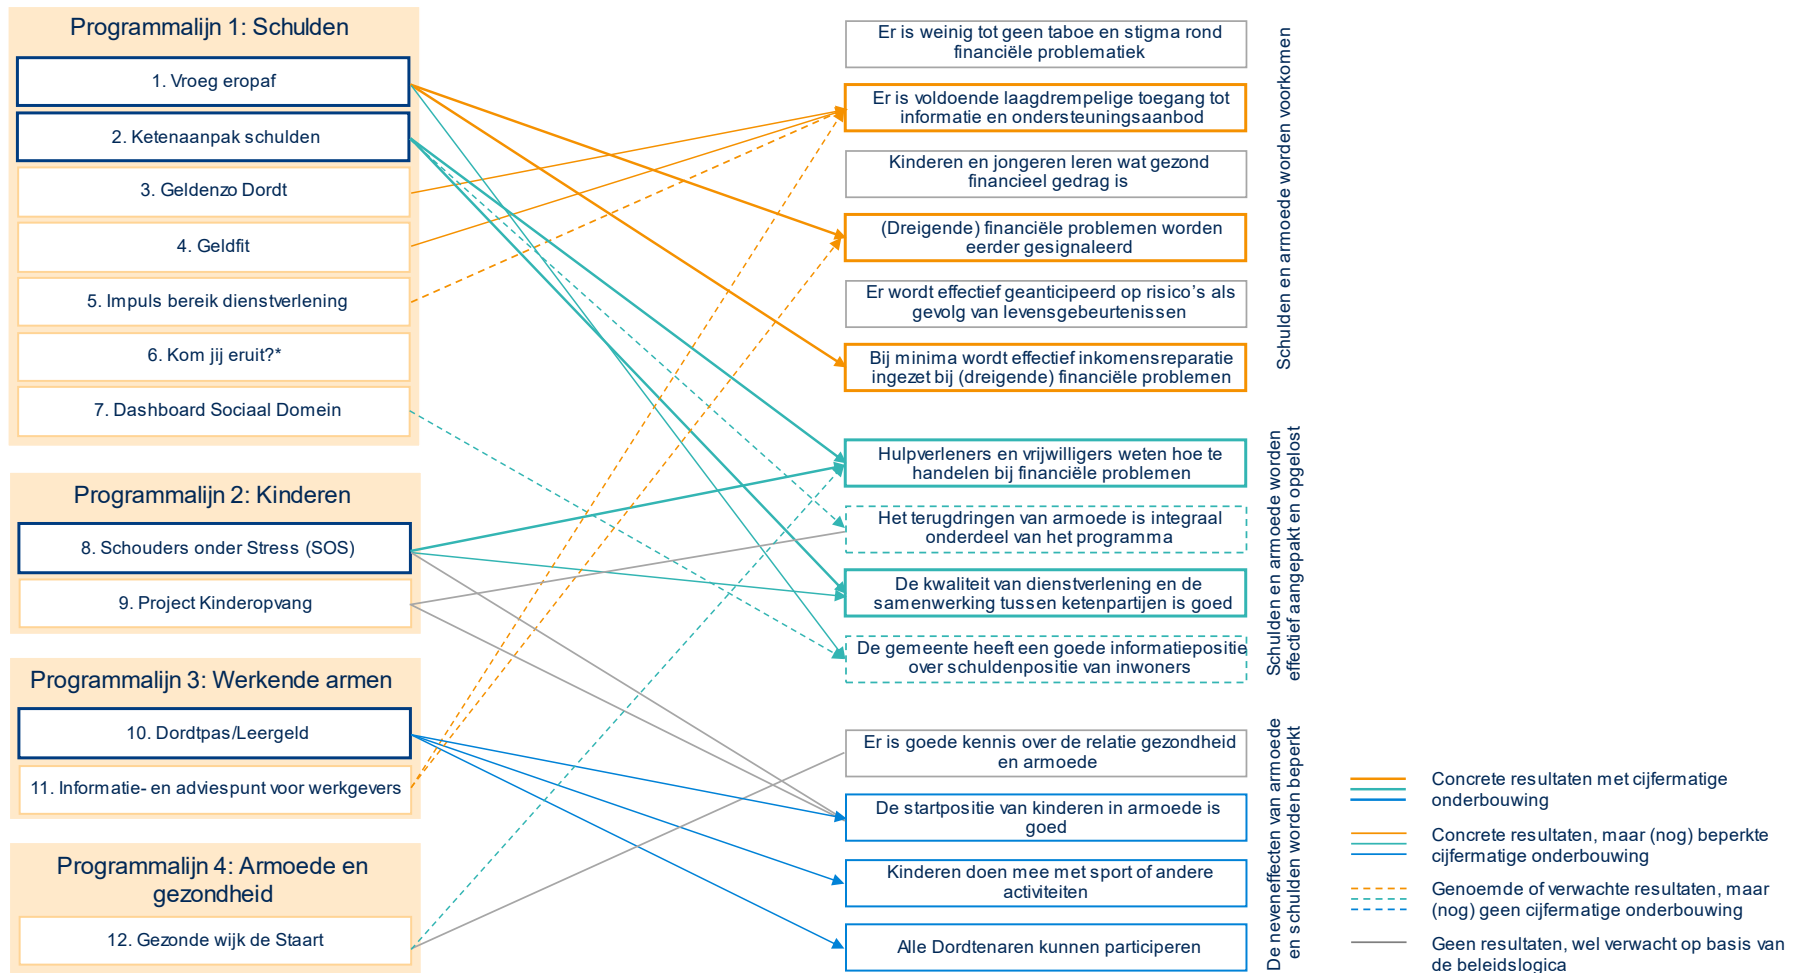 Programmalijn 1: Schulden
1. Vroeg eropaf
2. Ketenaanpak schulden
3. Geldenzo Dordt
4. Geldfit
5. Impuls bereik dienstverlening
6. Kom jij eruit?*
7. Dashboard Sociaal Domein
Programmalijn 2: Kinderen
8. Schouders onder Stress (SOS)
9. Project Kinderopvang
Programmalijn 3: Werkende armen
10. Dordtpas/Leergeld
11. Informatie- en adviespunt voor werkgevers
Programmalijn 4: Armoede en
gezondheid
12. Gezonde wijk de Staart
Er is weinig tot geen taboe en stigma rond
financiële problematiek
Er is voldoende laagdrempelige toegang tot
informatie en ondersteuningsaanbod
Kinderen en jongeren leren wat gezond
financieel gedrag is
(Dreigende) financiële problemen worden
eerder gesignaleerd
Er wordt effectief geanticipeerd op risico's als
gevolg van levensgebeurtenissen
Bij minima wordt effectief inkomensreparatie
ingezet bij (dreigende) financiële problemen
Schulden en armoede worden voorkomen
Hulpverleners en vrijwilligers weten hoe te
handelen bij financiële problemen
Het terugdringen van armoede is integraal
onderdeel van het programma
De kwaliteit van dienstverlening en de
samenwerking tussen ketenpartijen is goed
De gemeente heeft een goede informatiepositie
over schuldenpositie van inwoners
Schulden en armoede worden
effectief aangepakt en opgelost
Er is goede kennis over de relatie gezondheid
en armoede
De startpositie van kinderen in armoede is
goed
Kinderen doen mee met sport of andere
activiteiten
Alle Dordtenaren kunnen participeren
De neveneffecten van armoede
en schulden worden beperkt
Concrete resultaten met cijfermatige
onderbouwing
Concrete resultaten, maar (nog) beperkte
cijfermatige onderbouwing
Genoemde of verwachte resultaten, maar
(nog) geen cijfermatige onderbouwing
Geen resultaten, wel verwacht op basis van
de beleidslogica